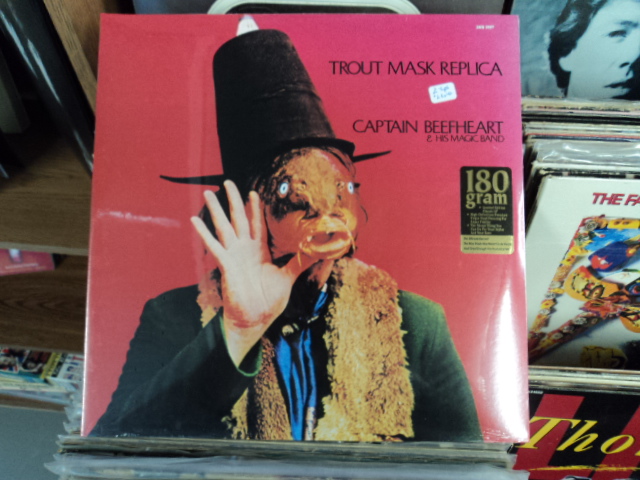 TROUT MASK REPLICA
CAPTAIN BEEFHEART
& HIS MAGIC BAND
180
gram
THE FA
Tho